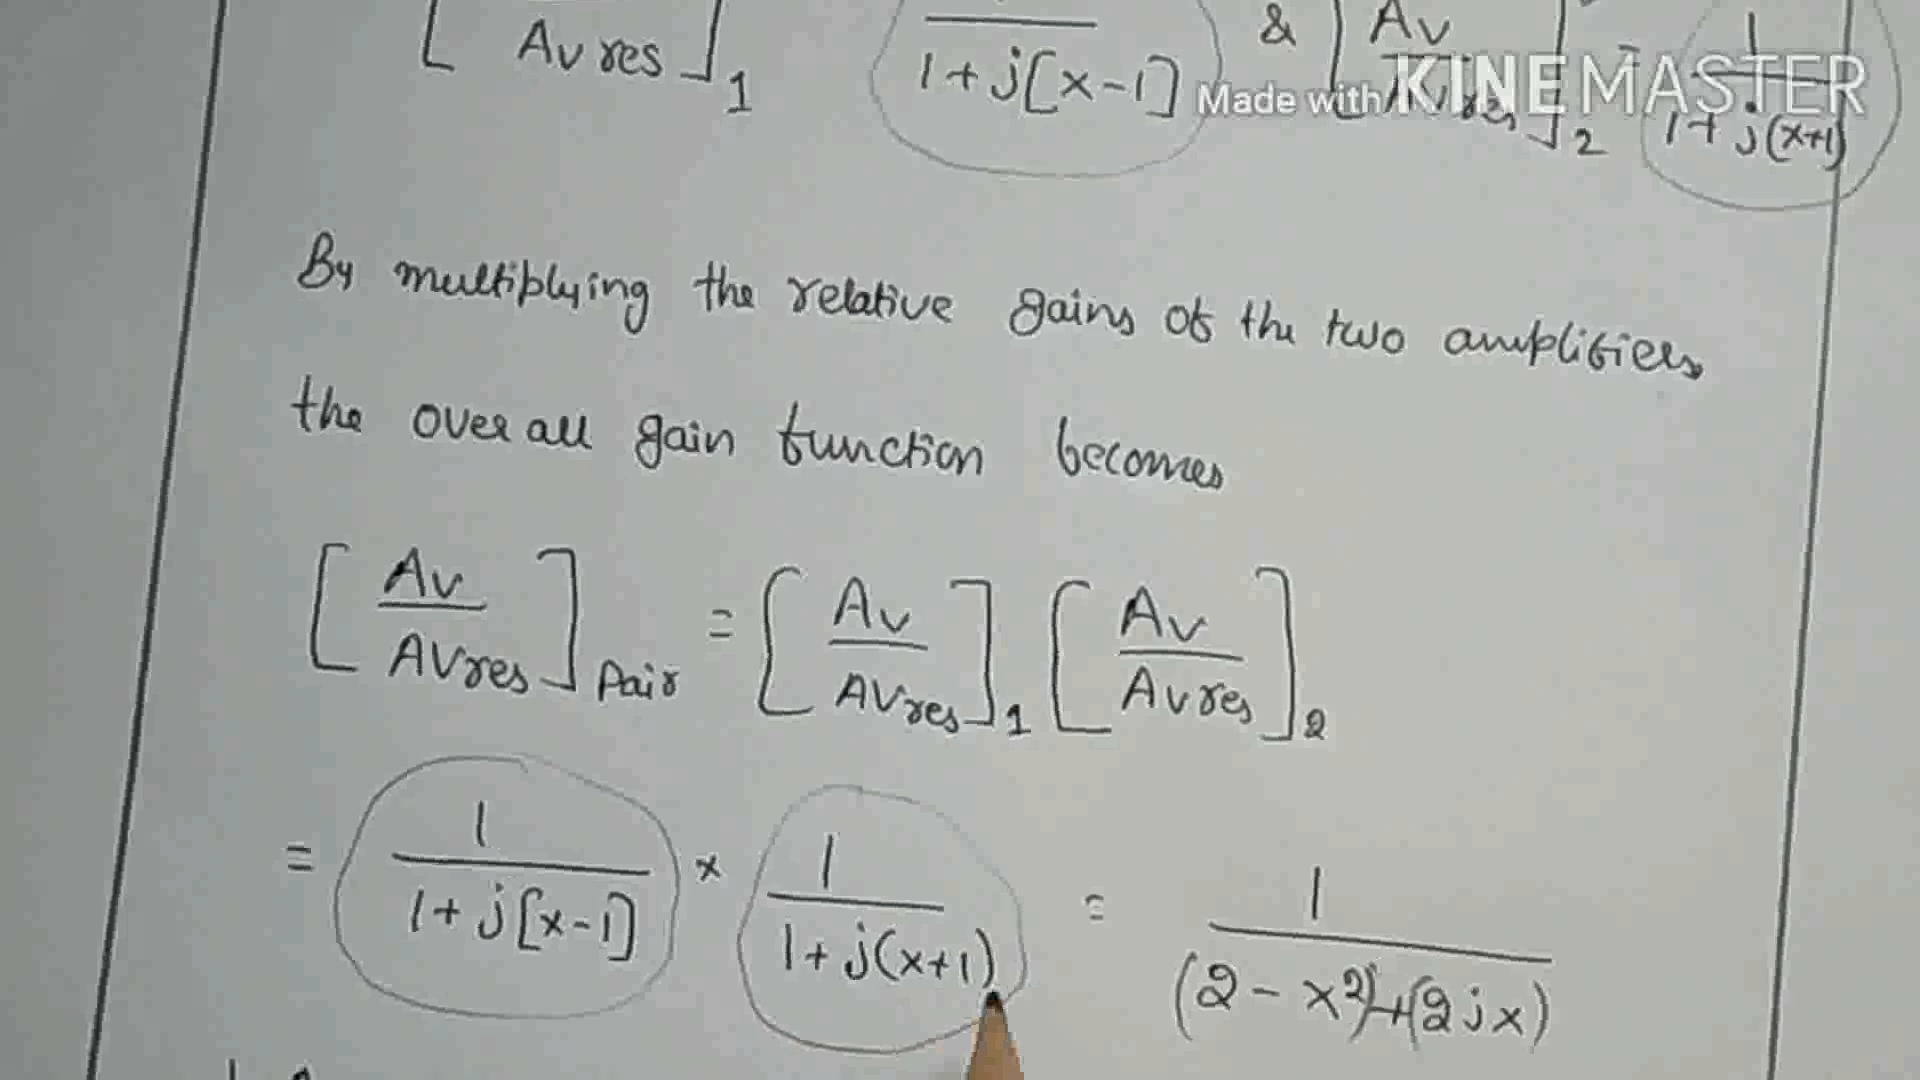 [ Av res ]1 1 + j[x-1] & [ Av / Av res ]2 = 1 / 1 + j(x+1)
Made with KINEMASTER
By multiplying the relative gains of the two amplifiers
the over all gain function becomes
[ Av / Avres ] Pair = [ Av / Avres ]1 [ Av / Avres ]2
= 1 / 1 + j[x-1] × 1 / 1 + j(x+1) = 1 / (2 - x²) + (2jx)